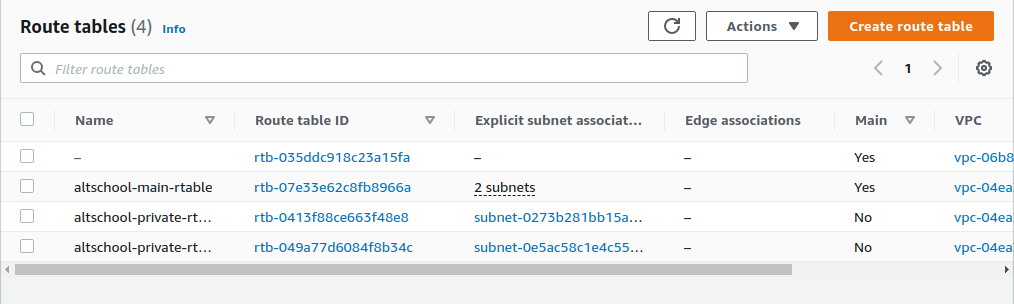 Route tables (4) Info Actions Create route table
Filter route tables 1
Name Route table ID Explicit subnet associat... Edge associations Main VPC
– rtb-035ddc918c23a15fa – – Yes vpc-06b8
altschool-main-rtable rtb-07e33e62c8fb8966a 2 subnets – Yes vpc-04ea
altschool-private-rt... rtb-0413f88ce663f48e8 subnet-0273b281bb15a... – No vpc-04ea
altschool-private-rt... rtb-049a77d6084f8b34c subnet-0e5ac58c1e4c55... – No vpc-04ea